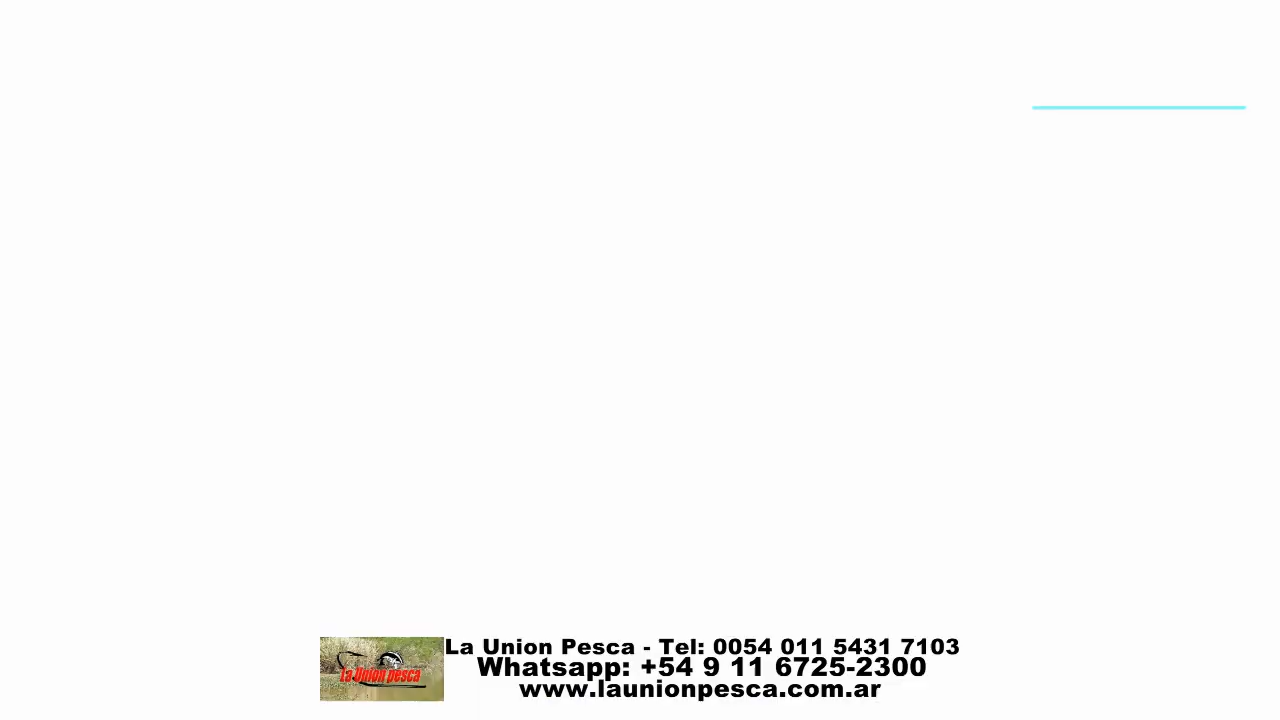 La Union Pesca - Tel: 0054 011 5431 7103
Whatsapp: +54 9 11 6725-2300
www.launionpesca.com.ar
La Union pesca